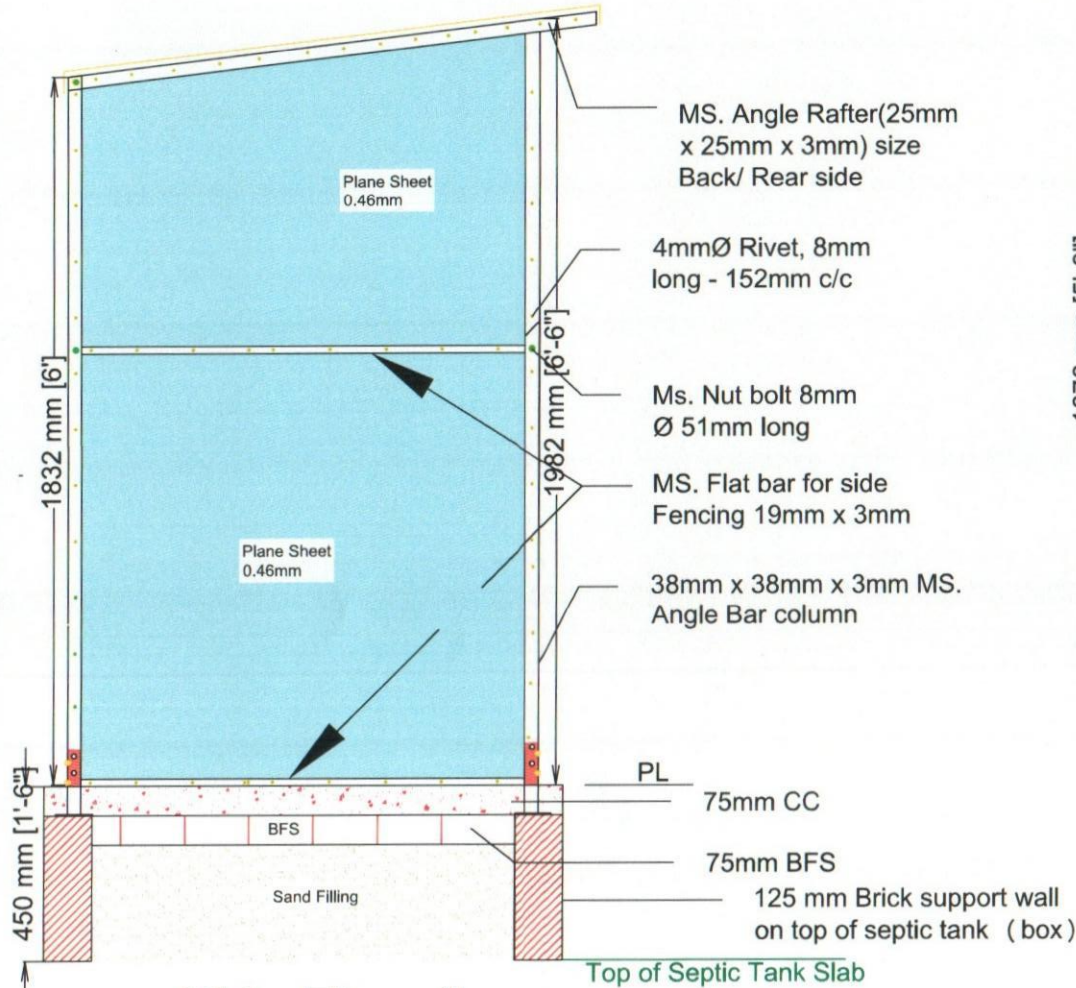 MS. Angle Rafter(25mm
x 25mm x 3mm) size
Back/ Rear side
Plane Sheet
0.46mm
4mmØ Rivet, 8mm
long - 152mm c/c
1832 mm [6']
1982 mm [6'-6"]
Ms. Nut bolt 8mm
Ø 51mm long
MS. Flat bar for side
Fencing 19mm x 3mm
Plane Sheet
0.46mm
38mm x 38mm x 3mm MS.
Angle Bar column
PL
450 mm [1'-6"]
75mm CC
BFS
75mm BFS
Sand Filling
125 mm Brick support wall
on top of septic tank ( box)
Top of Septic Tank Slab